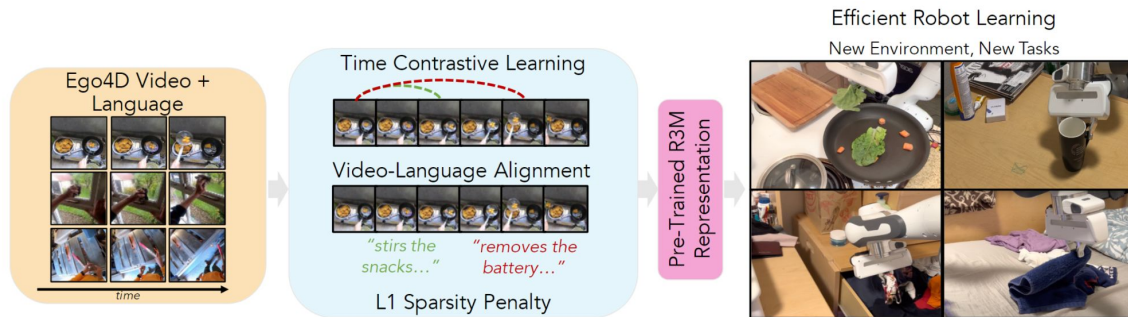 Ego4D Video +
Language
time
Time Contrastive Learning
Video-Language Alignment
“stirs the
snacks…”
“removes the
battery…”
L1 Sparsity Penalty
Pre-Trained R3M
Representation
Efficient Robot Learning
New Environment, New Tasks